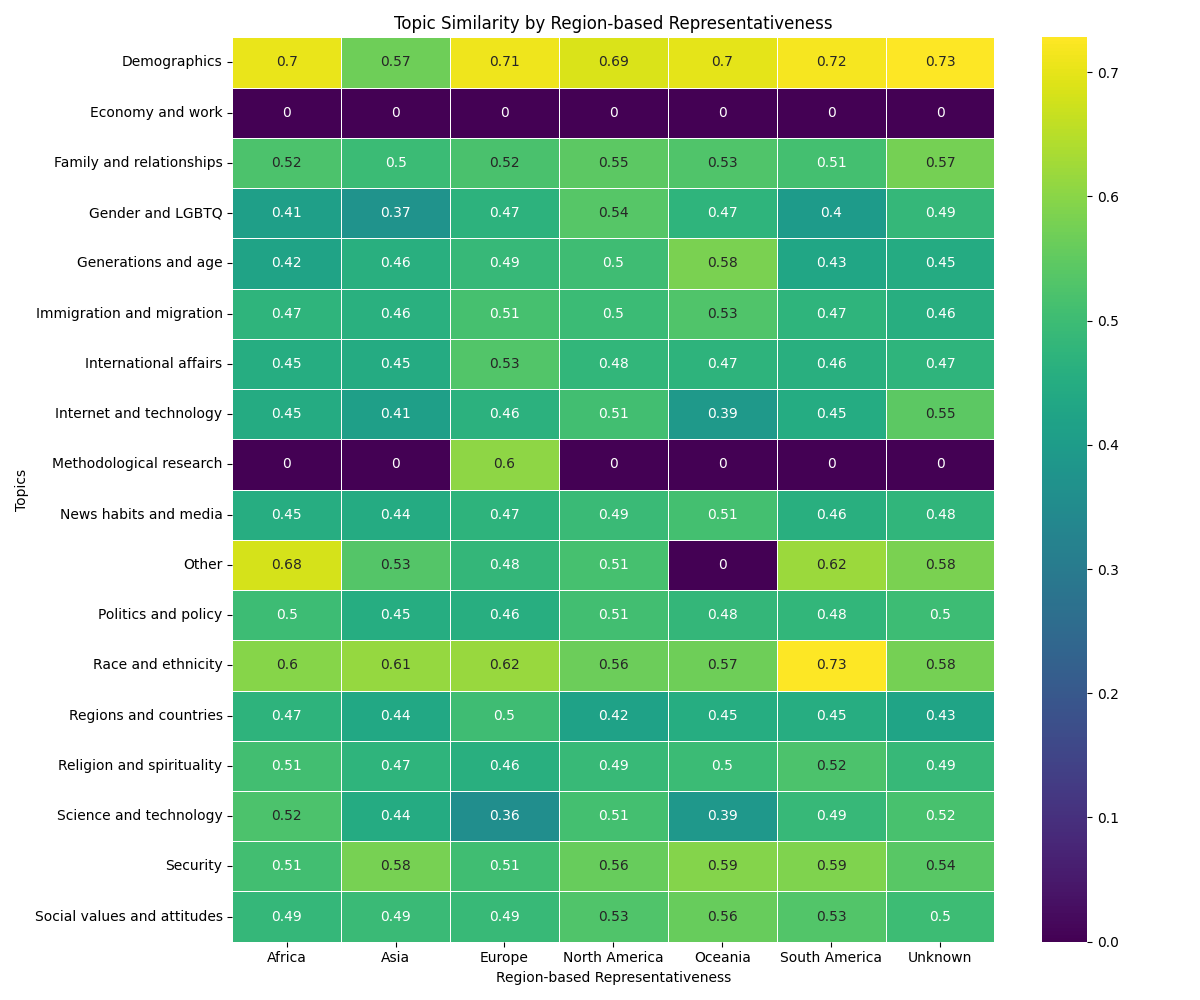 Topic Similarity by Region-based Representativeness
Demographics 0.7 0.57 0.71 0.69 0.7 0.72 0.73
Economy and work 0 0 0 0 0 0 0
Family and relationships 0.52 0.5 0.52 0.55 0.53 0.51 0.57
Gender and LGBTQ 0.41 0.37 0.47 0.54 0.47 0.4 0.49
Generations and age 0.42 0.46 0.49 0.5 0.58 0.43 0.45
Immigration and migration 0.47 0.46 0.51 0.5 0.53 0.47 0.46
International affairs 0.45 0.45 0.53 0.48 0.47 0.46 0.47
Internet and technology 0.45 0.41 0.46 0.51 0.39 0.45 0.55
Methodological research 0 0 0.6 0 0 0 0
News habits and media 0.45 0.44 0.47 0.49 0.51 0.46 0.48
Other 0.68 0.53 0.48 0.51 0 0.62 0.58
Politics and policy 0.5 0.45 0.46 0.51 0.48 0.48 0.5
Race and ethnicity 0.6 0.61 0.62 0.56 0.57 0.73 0.58
Regions and countries 0.47 0.44 0.5 0.42 0.45 0.45 0.43
Religion and spirituality 0.51 0.47 0.46 0.49 0.5 0.52 0.49
Science and technology 0.52 0.44 0.36 0.51 0.39 0.49 0.52
Security 0.51 0.58 0.51 0.56 0.59 0.59 0.54
Social values and attitudes 0.49 0.49 0.49 0.53 0.56 0.53 0.5
Africa Asia Europe North America Oceania South America Unknown
Region-based Representativeness
Topics
0.7
0.6
0.5
0.4
0.3
0.2
0.1
0.0